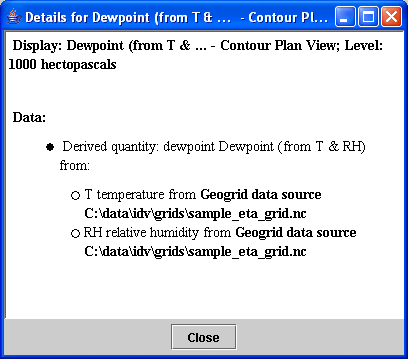 Details for Dewpoint (from T & ... - Contour Pl...
Display: Dewpoint (from T & ... - Contour Plan View; Level:
1000 hectopascals
Data:
Derived quantity: dewpoint Dewpoint (from T & RH)
from:
T temperature from Geogrid data source
C:\data\idv\grids\sample_eta_grid.nc
RH relative humidity from Geogrid data source
C:\data\idv\grids\sample_eta_grid.nc
Close